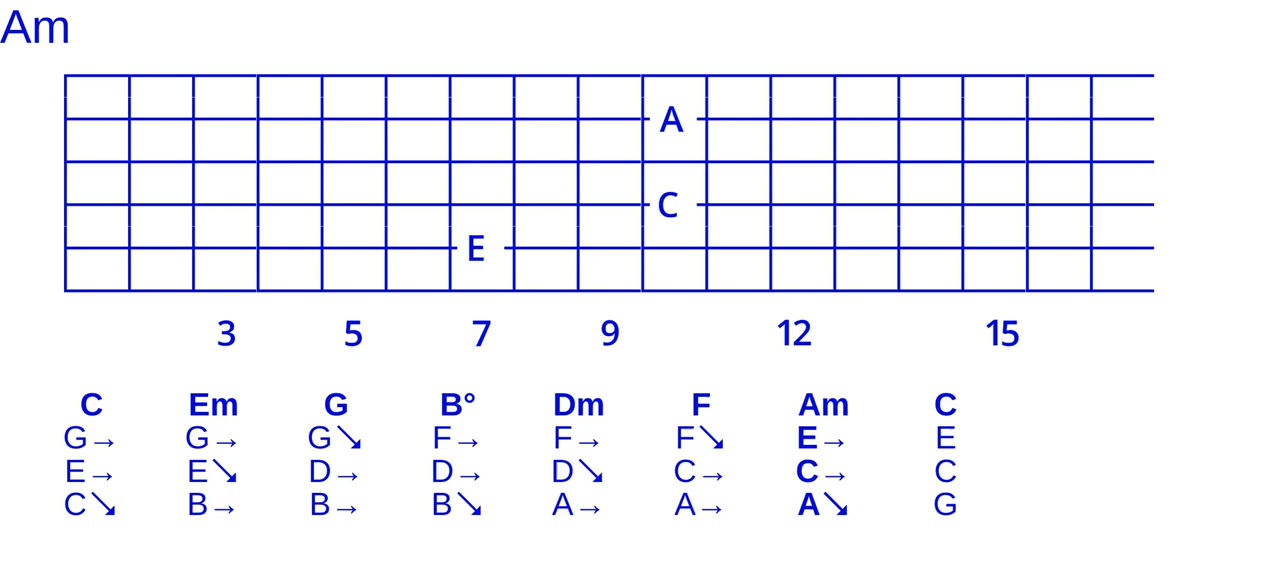 Am
A
C
E
3 5 7 9 12 15
C Em G B° Dm F Am C
G→ G→ G↘ F→ F→ F↘ E→ E
E→ E↘ D→ D→ D↘ C→ C→ C
C↘ B→ B→ B↘ A→ A→ A↘ G